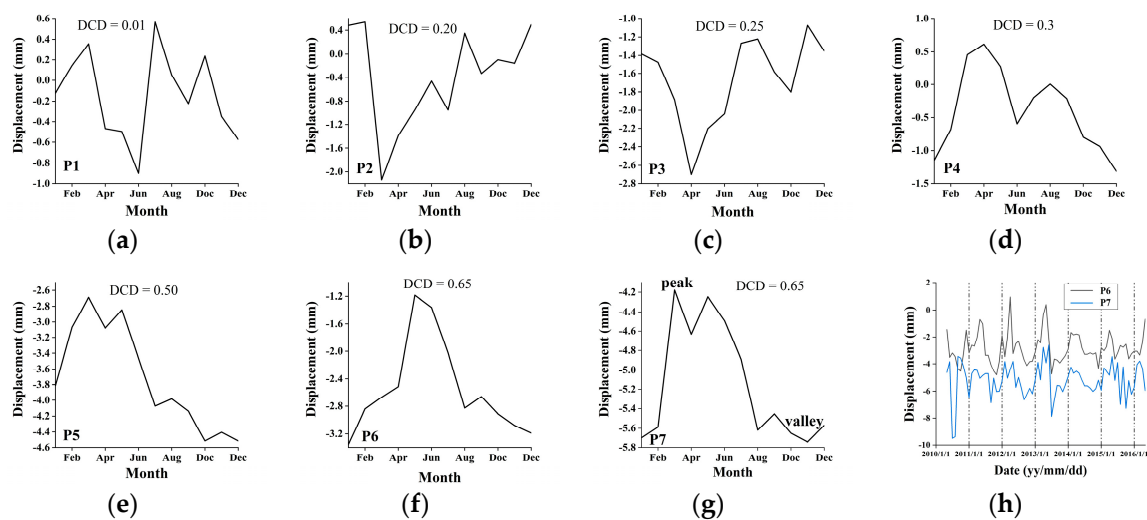 0.6
0.4
0.2
0.0
-0.2
-0.4
-0.6
-0.8
-1.0
Displacement (mm)
DCD = 0.01
P1
Feb Apr Jun Aug Doc Dec
Month
(a)
0.4
0.0
-0.4
-0.8
-1.2
-1.6
-2.0
Displacement (mm)
DCD = 0.20
P2
Feb Apr Jun Aug Doc Dec
Month
(b)
-1.0
-1.2
-1.4
-1.6
-1.8
-2.0
-2.2
-2.4
-2.6
-2.8
Displacement (mm)
DCD = 0.25
P3
Feb Apr Jun Aug Doc Dec
Month
(c)
1.0
0.5
0.0
-0.5
-1.0
-1.5
Displacement (mm)
DCD = 0.3
P4
Feb Apr Jun Aug Doc Dec
Month
(d)
-2.6
-2.8
-3.0
-3.2
-3.4
-3.6
-3.8
-4.0
-4.2
-4.4
-4.6
Displacement (mm)
DCD = 0.50
P5
Feb Apr Jun Aug Doc Dec
Month
(e)
-1.2
-1.6
-2.0
-2.4
-2.8
-3.2
Displacement (mm)
DCD = 0.65
P6
Feb Apr Jun Aug Doc Dec
Month
(f)
-4.2
-4.4
-4.6
-4.8
-5.0
-5.2
-5.4
-5.6
-5.8
Displacement (mm)
peak
DCD = 0.65
valley
P7
Feb Apr Jun Aug Doc Dec
Month
(g)
2
0
-2
-4
-6
-8
-10
Displacement (mm)
P6
P7
2010/1/1 2011/1/1 2012/1/1 2013/1/1 2014/1/1 2015/1/1 2016/1/1
Date (yy/mm/dd)
(h)